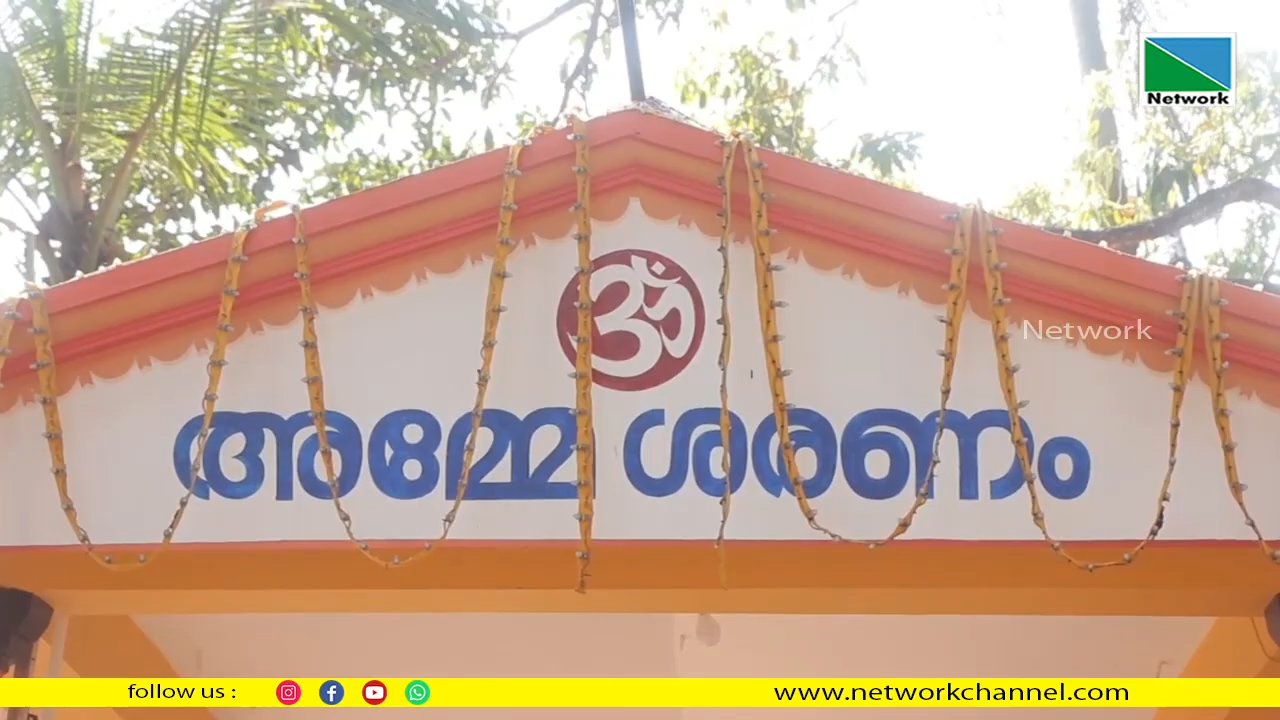 Network
ॐ
Network
അമ്മേ ശരണം
follow us :
www.networkchannel.com